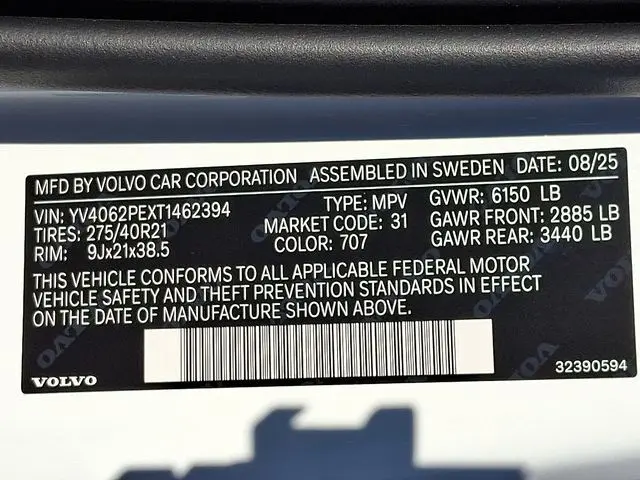 MFD BY VOLVO CAR CORPORATION ASSEMBLED IN SWEDEN DATE: 08/25
VIN: YV4062PEXT1462394 TYPE: MPV GVWR: 6150 LB
TIRES: 275/40R21 MARKET CODE: 31 GAWR FRONT: 2885 LB
RIM: 9Jx21x38.5 COLOR: 707 GAWR REAR: 3440 LB
THIS VEHICLE CONFORMS TO ALL APPLICABLE FEDERAL MOTOR
VEHICLE SAFETY AND THEFT PREVENTION STANDARDS IN EFFECT
ON THE DATE OF MANUFACTURE SHOWN ABOVE.
VOLVO 32390594